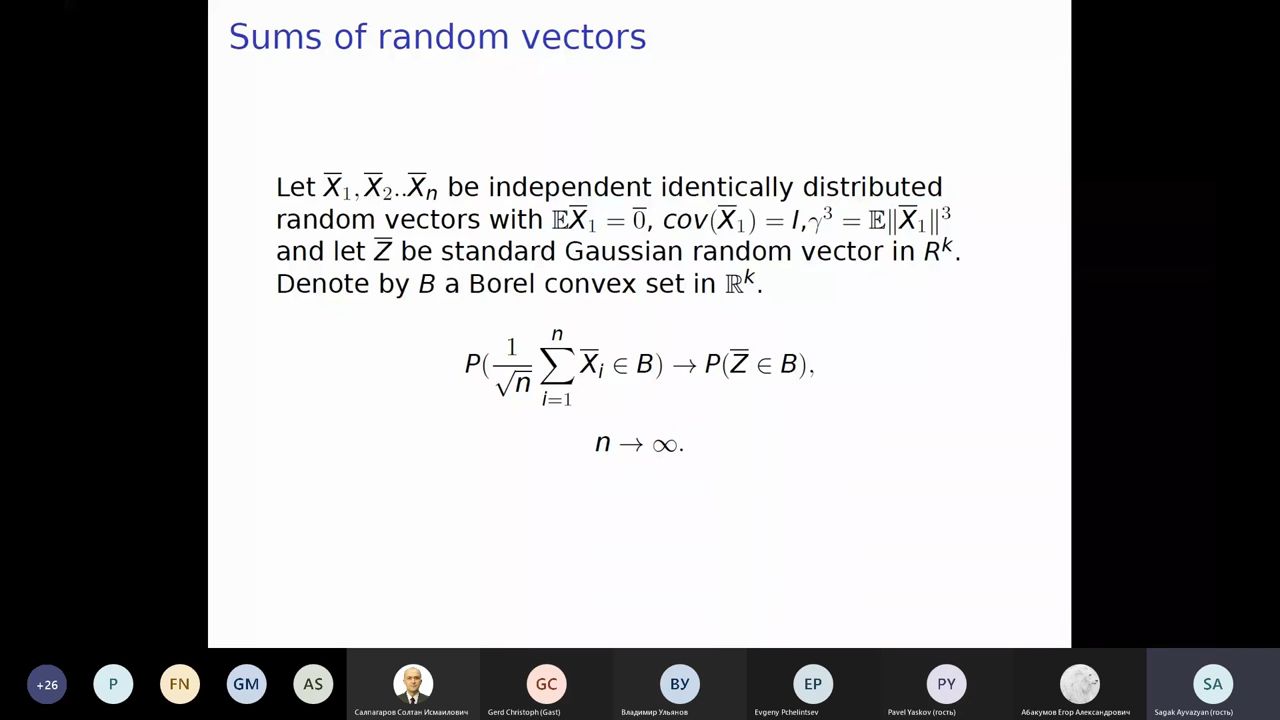 Sums of random vectors
Let X̅₁, X̅₂..X̅ₙ be independent identically distributed
random vectors with 𝔼X̅₁ = 0̅, cov(X̅₁) = I, γ³ = 𝔼‖X̅₁‖³
and let Z̅ be standard Gaussian random vector in Rᵏ.
Denote by B a Borel convex set in ℝᵏ.
P(1/√n ∑ⁿᵢ₌₁ X̅ᵢ ∈ B) → P(Z̅ ∈ B),
n → ∞.
+26 P FN GM AS GC ВУ EP PY SA
Салпагаров Солтан Исмаилович Gerd Christoph (Gast) Владимир Ульянов Evgeny Pchelintsev Pavel Yaskov (гость) Абакумов Егор Александрович Sagak Ayvazyan (гость)